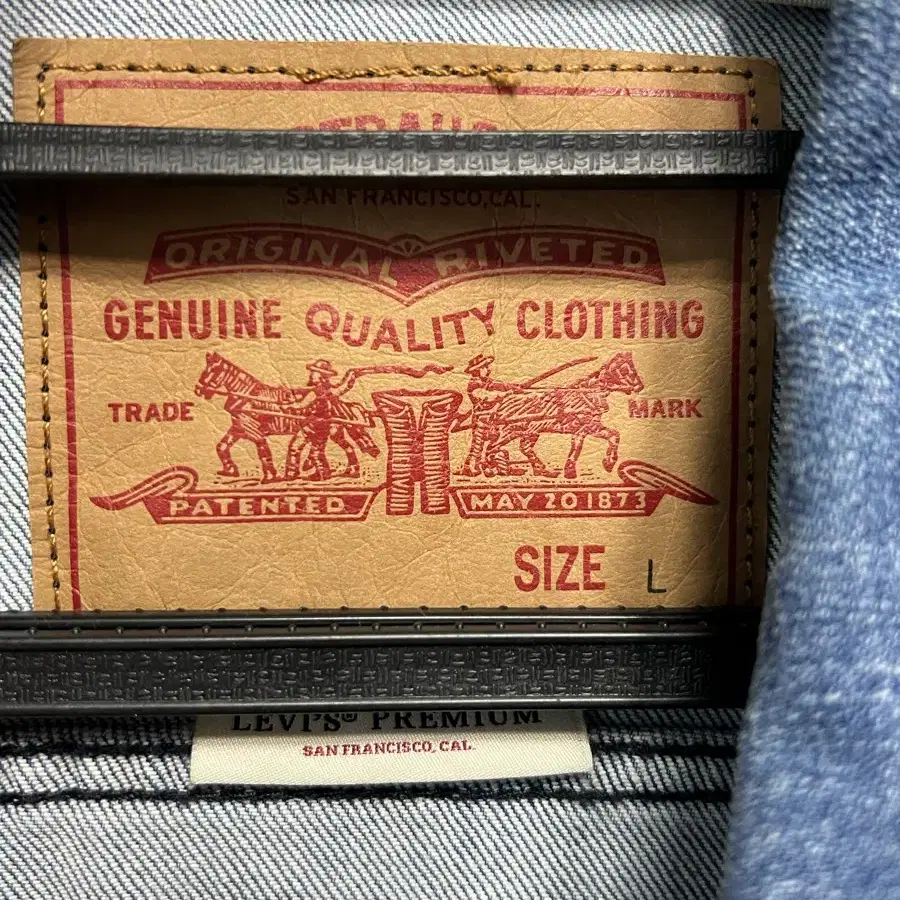 SAN FRANCISCO, CAL.
ORIGINAL RIVETED
GENUINE QUALITY CLOTHING
TRADE MARK
PATENTED MAY 20 1873
SIZE L
LEVI'S® PREMIUM
SAN FRANCISCO, CAL.